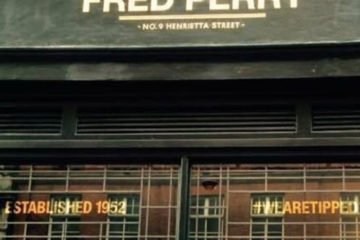 FRED PERRY
- NO. 9 HENRIETTA STREET -
ESTABLISHED 1952
#WEARETIPPED